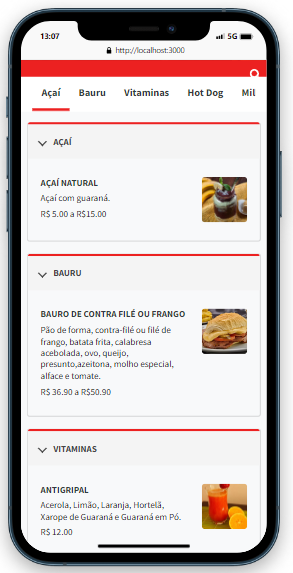 13:07
5G
http://localhost:3000
Açaí Bauru Vitaminas Hot Dog Mil
AÇAÍ
AÇAÍ NATURAL
Açaí com guaraná.
R$ 5.00 a R$15.00
BAURU
BAURO DE CONTRA FILÉ OU FRANGO
Pão de forma, contra-filé ou filé de
frango, batata frita, calabresa
acebolada, ovo, queijo,
presunto,azeitona, molho especial,
alface e tomate.
R$ 36.90 a R$50.90
VITAMINAS
ANTIGRIPAL
Acerola, Limão, Laranja, Hortelã,
Xarope de Guaraná e Guaraná em Pó.
R$ 12.00